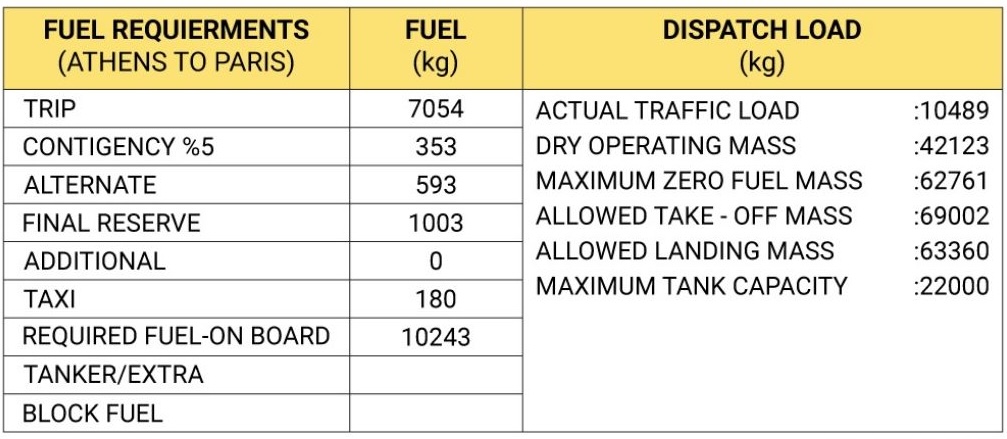 FUEL REQUIERMENTS
(ATHENS TO PARIS)
FUEL
(kg)
DISPATCH LOAD
(kg)
TRIP 7054
CONTIGENCY %5 353
ALTERNATE 593
FINAL RESERVE 1003
ADDITIONAL 0
TAXI 180
REQUIRED FUEL-ON BOARD 10243
TANKER/EXTRA
BLOCK FUEL
ACTUAL TRAFFIC LOAD :10489
DRY OPERATING MASS :42123
MAXIMUM ZERO FUEL MASS :62761
ALLOWED TAKE - OFF MASS :69002
ALLOWED LANDING MASS :63360
MAXIMUM TANK CAPACITY :22000